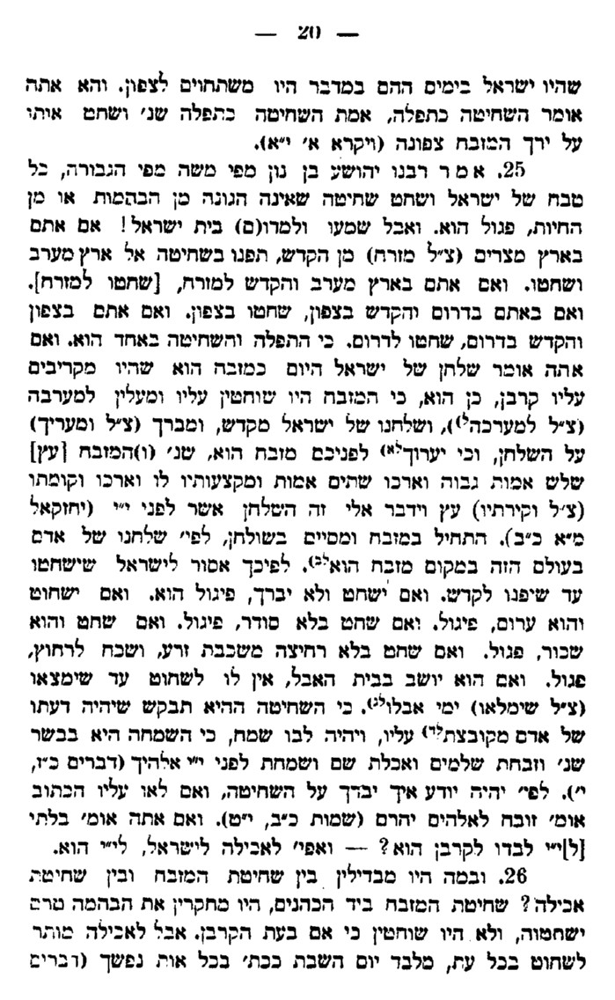 — 20 —
שהיו ישראל בימים ההם במדבר היו משתחוים לצפון. והא אתה
אומר השחיטה כתפלה, אמת השחיטה כתפלה שנ׳ ושחט איתו
על ירך המזבח צפונה (ויקרא א׳ י״א).
25. אמר רבנו יהושע בן נון מפי משה מפי הגבורה, כל
טבח של ישראל ושחט שחיטה שאינה הגונה מן הבהמות או מן
החיות, פגול הוא. ואבל שמעו ולמרו(ם) בית ישראל! אם אתם
בארץ מצרים (צ״ל מזרח) מן הקדש, תפנו בשחיטה אל ארץ מערב
ושחטו. ואם אתם בארץ מערב והקדש למזרח, [שחטו למזרח].
ואם באתם בדרום והקדש בצפון, שחטו בצפון. ואם אתם בצפון
והקדש בדרום, שחטו לדרום. כי התפלה והשחיטה באחד הוא. ואם
אתה אומר שלחן של ישראל היום כמזבח הוא שהיו מקריבים
עליו קרבן, כן הוא, כי המזבח היו שוחטין עליו ומעלין למערבה
(צ״ל למערכה⁠ל)), ושלחנו של ישראל מקדש, ומברך (צ״ל ומעריך)
על השלחן, וכי יערוך⁠לא) לפניכם מזבח הוא, שנ׳ (ו)המזבח [עץ]
שלש אמות גבוה וארכו שתים אמות ומקצעותיו לו וארכו וקומתו
(צ״ל וקירתיו) עץ וידבר אלי זה השלחן אשר לפני י״י (יחזקאל
מ״א כ״ב). התחיל במזבח ומסיים בשולחן, לפי׳ שלחנו של אדם
בעולם הזה במקום מזבח הוא⁠לב). לפיכך אסור לישראל שישחטו
עד שיפנו לקדש. ואם ישחט ולא יברך, פיגול הוא. ואם ישחוט
והוא ערום, פיגול. ואם שחט בלא סודר, פיגול. ואם שחט והוא
שכור, פגול. ואם שחט בלא רחיצה משכבת זרע, ושכח לרחוץ,
פגול. ואם הוא יושב בבית האבל, אין לו לשחוט עד שימצאו
(צ״ל שימלאו) ימי אבלו⁠לג). כי השחיטה ההיא תבקש שיהיה דעתו
של אדם מקובצת⁠לד) עליו, ויהיה לבו שמח, כי השמחה היא בבשר
שנ׳ וזבחת שלמים ואכלת שם ושמחת לפני י״י אלהיך (דברים כ״ז,
י׳). לפי׳ יהיה יודע איך יבדך על השחיטה, ואם לאו עליו הכתוב
אומ׳ זובח לאלהים יחרם (שמות כ״ב, י״ט). ואם אתה אומ׳ בלתי
[ל]י״י לבדו לקרבן הוא? — ואפי׳ לאכילה לישראל, לי״י הוא.
26. ובמה היו מבדילין בין שחיטת המזבח ובין שחיטת
אכילה? שחיטת המזבח ביד הכהנים, היו מחקרין את הבהמה טרם
ישחטוה, ולא היו שוחטין כי אם בעת הקרבן. אבל לאכילה מותר
לשחוט בכל עת, מלבד יום השבת ככת׳ בכל אות נפשך (דברים